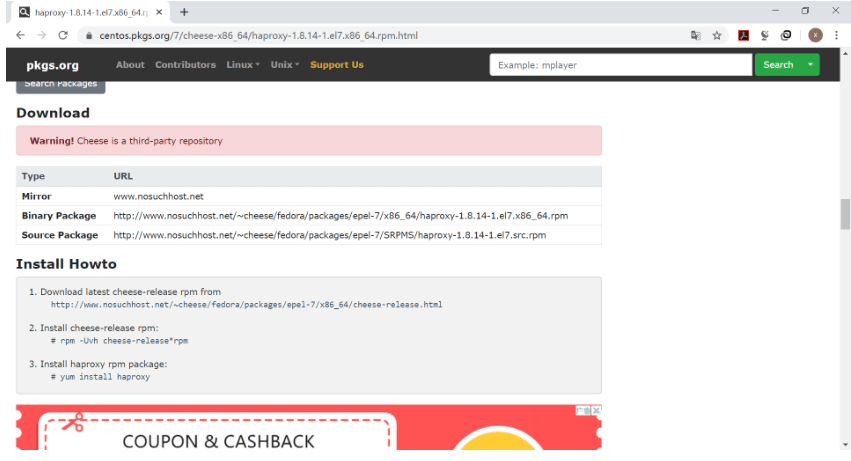 haproxy-1.8.14-1.el7.x86_64.r
centos.pkgs.org/7/cheese-x86_64/haproxy-1.8.14-1.el7.x86_64.rpm.html
pkgs.org About Contributors Linux Unix Support Us Example: mplayer Search
Search Packages
Download
Warning! Cheese is a third-party repository
Type URL
Mirror www.nosuchhost.net
Binary Package http://www.nosuchhost.net/~cheese/fedora/packages/epel-7/x86_64/haproxy-1.8.14-1.el7.x86_64.rpm
Source Package http://www.nosuchhost.net/~cheese/fedora/packages/epel-7/SRPMS/haproxy-1.8.14-1.el7.src.rpm
Install Howto
1. Download latest cheese-release rpm from
http://www.nosuchhost.net/~cheese/fedora/packages/epel-7/x86_64/cheese-release.html
2. Install cheese-release rpm:
# rpm -Uvh cheese-release*rpm
3. Install haproxy rpm package:
# yum install haproxy
广告
COUPON & CASHBACK